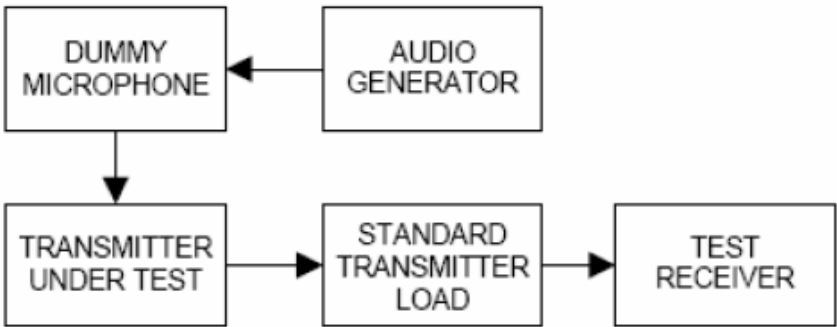 DUMMY
MICROPHONE
AUDIO
GENERATOR
TRANSMITTER
UNDER TEST
STANDARD
TRANSMITTER
LOAD
TEST
RECEIVER